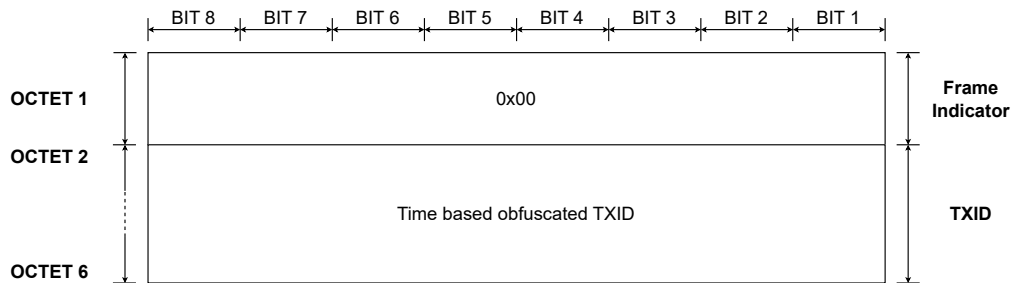 BIT 8 BIT 7 BIT 6 BIT 5 BIT 4 BIT 3 BIT 2 BIT 1
OCTET 1 0x00 Frame
Indicator
OCTET 2
Time based obfuscated TXID TXID
OCTET 6